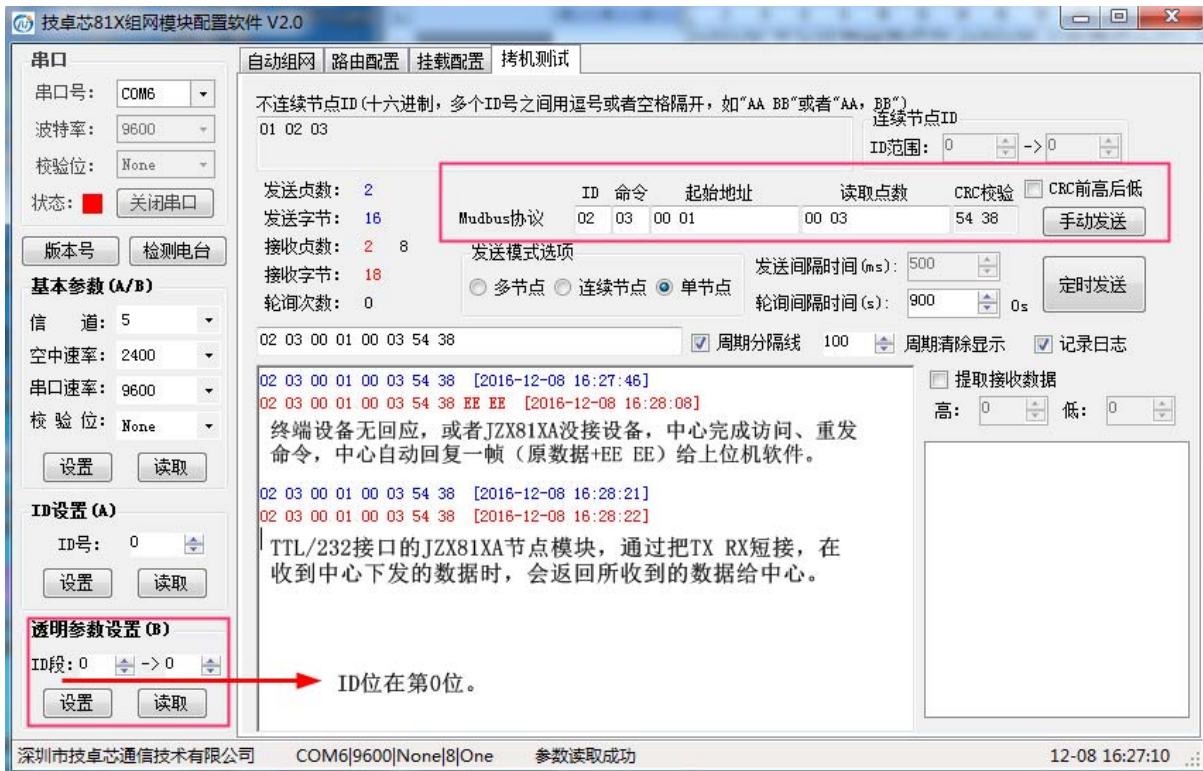 技卓芯81X组网模块配置软件 V2.0
串口
串口号： COM6
波特率： 9600
校验位： None
状态： 关闭串口
版本号 检测电台
基本参数(A/B)
信 道： 5
空中速率： 2400
串口速率： 9600
校 验 位： None
设置 读取
ID设置(A)
ID号： 0
设置 读取
透明参数设置(B)
ID段：0 -> 0
设置 读取
自动组网 路由配置 挂载配置 拷机测试
不连续节点ID(十六进制，多个ID号之间用逗号或者空格隔开，如"AA BB"或者"AA，BB")
01 02 03
连续节点ID
ID范围： 0 -> 0
发送贞数： 2
发送字节： 16
接收贞数： 2 8
接收字节： 18
轮询次数： 0
ID 命令 起始地址 读取点数 CRC校验 CRC前高后低
Mudbus协议 02 03 00 01 00 03 54 38 手动发送
发送模式选项
多节点 连续节点 单节点
发送间隔时间(ms)： 500
轮询间隔时间(s)： 900 0s
定时发送
02 03 00 01 00 03 54 38 周期分隔线 100 周期清除显示 记录日志
02 03 00 01 00 03 54 38 [2016-12-08 16:27:46]
02 03 00 01 00 03 54 38 EE EE [2016-12-08 16:28:08]
终端设备无回应，或者JZX81XA没接设备，中心完成访问、重发
命令，中心自动回复一帧（原数据+EE EE）给上位机软件。
02 03 00 01 00 03 54 38 [2016-12-08 16:28:21]
02 03 00 01 00 03 54 38 [2016-12-08 16:28:22]
TTL/232接口的JZX81XA节点模块，通过把TX RX短接，在
收到中心下发的数据时，会返回所收到的数据给中心。
ID位在第0位。
提取接收数据
高： 0 低： 0
深圳市技卓芯通信技术有限公司 COM6|9600|None|8|One 参数读取成功 12-08 16:27:10